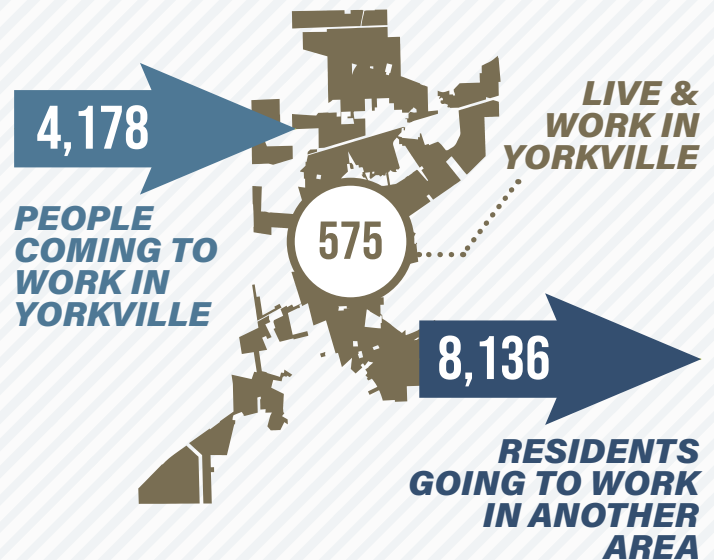 4,178
PEOPLE
COMING TO
WORK IN
YORKVILLE
LIVE &
WORK IN
YORKVILLE
575
8,136
RESIDENTS
GOING TO WORK
IN ANOTHER
AREA